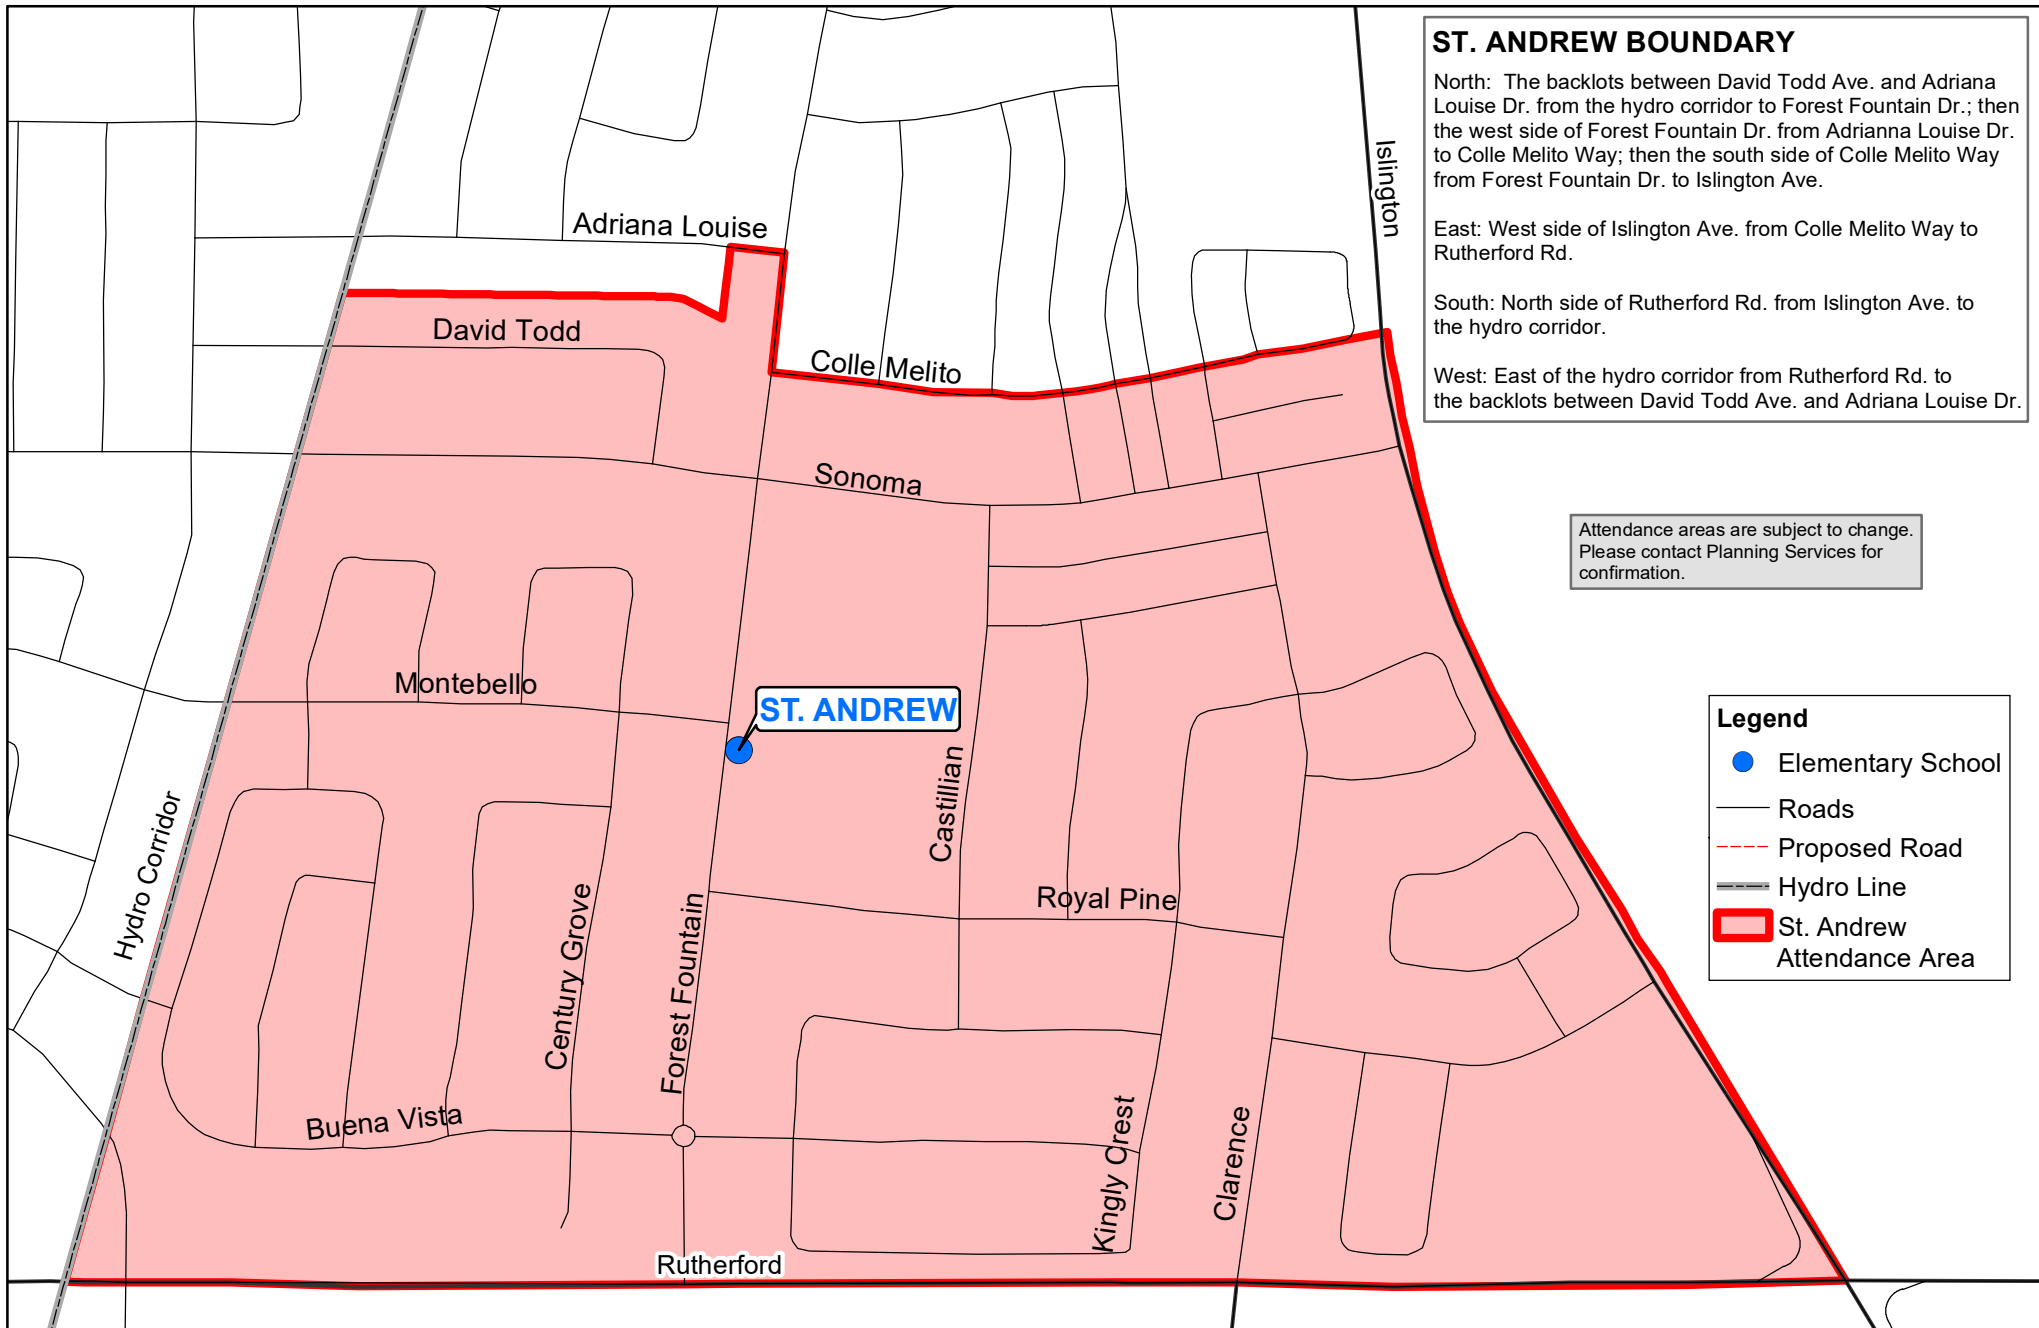 ST. ANDREW BOUNDARY
North:  The backlots between David Todd Ave. and Adriana
Louise Dr. from the hydro corridor to Forest Fountain Dr.; then
the west side of Forest Fountain Dr. from Adrianna Louise Dr.
to Colle Melito Way; then the south side of Colle Melito Way
from Forest Fountain Dr. to Islington Ave.
East: West side of Islington Ave. from Colle Melito Way to
Rutherford Rd.
South: North side of Rutherford Rd. from Islington Ave. to
the hydro corridor.
West: East of the hydro corridor from Rutherford Rd. to
the backlots between David Todd Ave. and Adriana Louise Dr.
Islington
Adriana Louise
David Todd
Colle Melito
Sonoma
Attendance areas are subject to change.
Please contact Planning Services for
confirmation.
Montebello
ST. ANDREW
Castillian
Hydro Corridor
Royal Pine
Century Grove
Forest Fountain
Buena Vista
Kingly Crest
Clarence
Rutherford
Legend
Elementary School
Roads
Proposed Road
Hydro Line
St. Andrew
Attendance Area